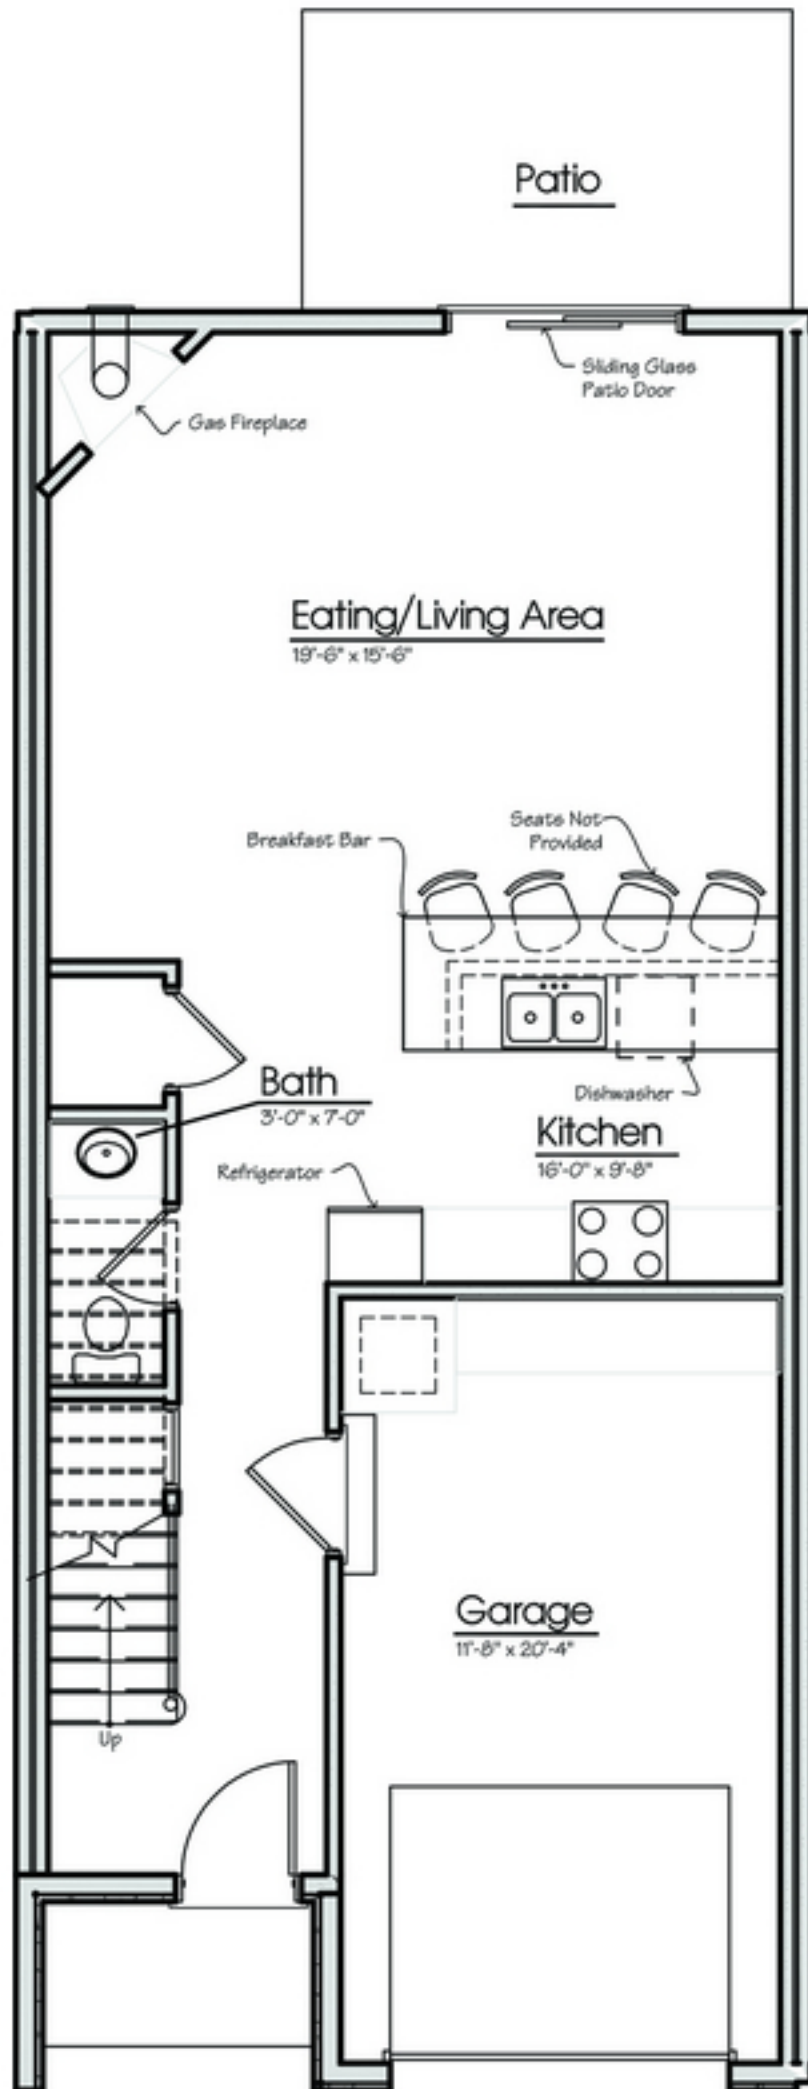 Patio
Sliding Glass
Patio Door
Gas Fireplace
Eating/Living Area
19'-6" x 15'-6"
Seats Not
Provided
Breakfast Bar
Bath
3'-0" x 7'-0"
Dishwasher
Kitchen
16'-0" x 9'-8"
Refrigerator
Garage
11'-8" x 20'-4"
Up